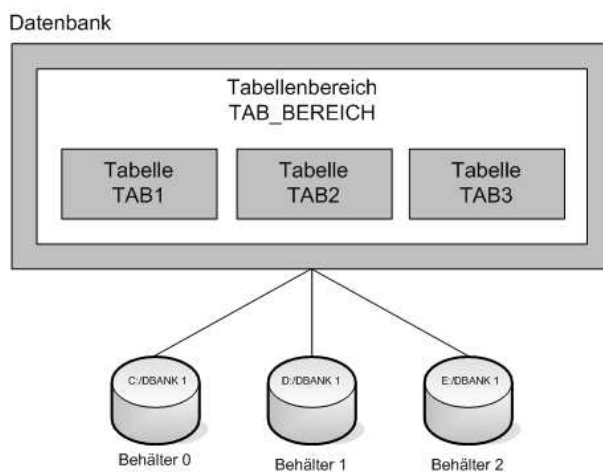 Datenbank
Tabellenbereich
TAB_BEREICH
Tabelle
TAB1
Tabelle
TAB2
Tabelle
TAB3
C:/DBANK 1
D:/DBANK 1
E:/DBANK 1
Behälter 0
Behälter 1
Behälter 2